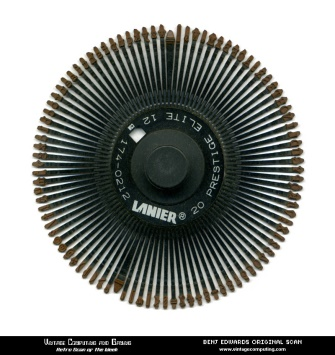 20 PRESTIGE ELITE 12
174-0212
LANIER®
VINTAGE COMPUTING AND GAMING
Retro Scan of the Week
BENJ EDWARDS ORIGINAL SCAN
www.vintagecomputing.com